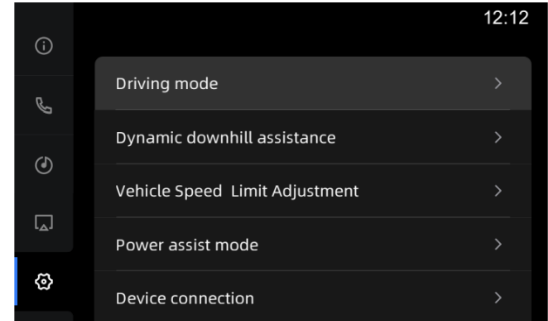 12:12
Driving mode
Dynamic downhill assistance
Vehicle Speed  Limit Adjustment
Power assist mode
Device connection